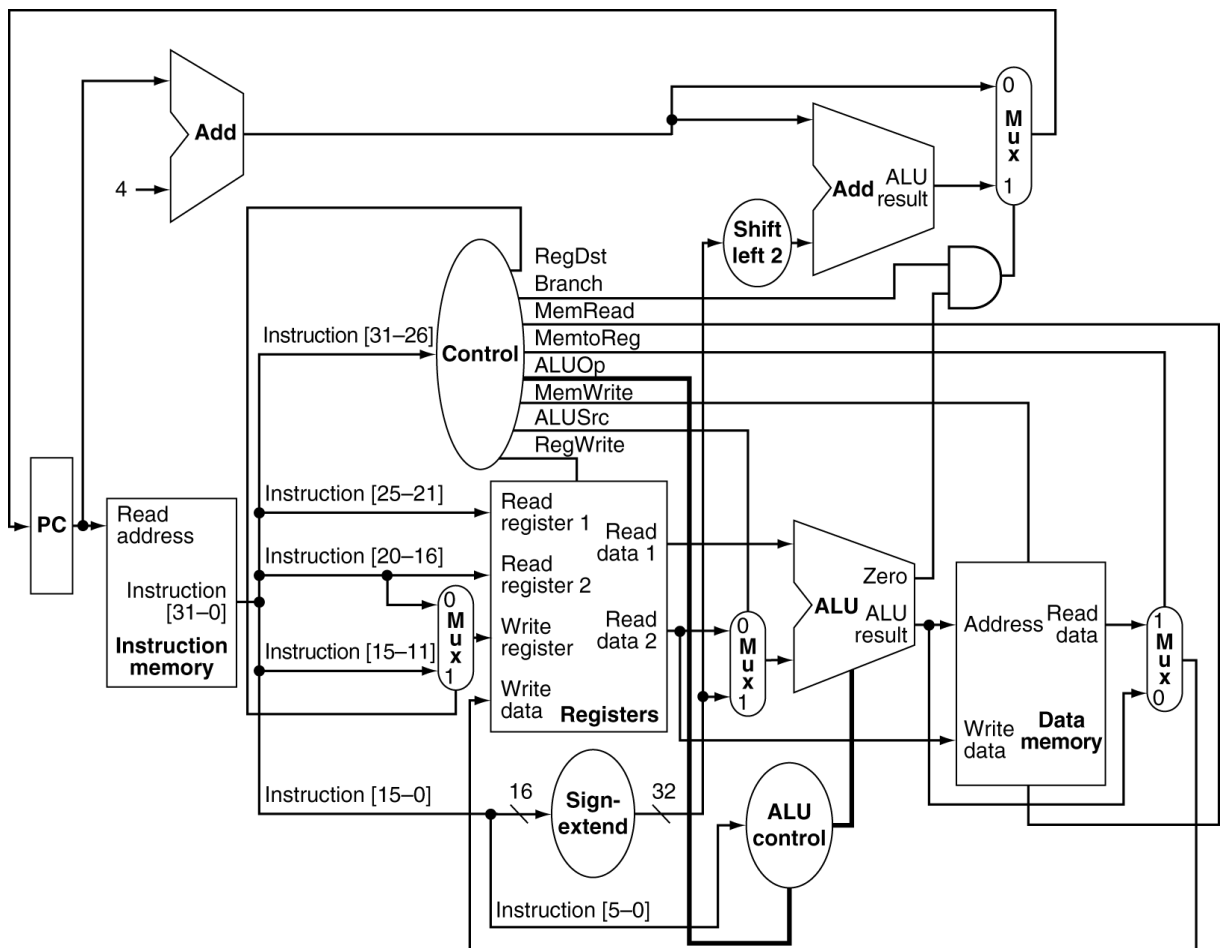 0
M
u
x
1
Add
4
Add
ALU
result
Shift
left 2
RegDst
Branch
MemRead
MemtoReg
ALUOp
MemWrite
ALUSrc
RegWrite
Instruction [31–26]
Control
PC
Read
address
Instruction
[31–0]
Instruction
memory
Instruction [25–21]
Instruction [20–16]
Instruction [15–11]
0
M
u
x
1
Read
register 1
Read
register 2
Write
register
Write
data
Read
data 1
Read
data 2
Registers
0
M
u
x
1
Zero
ALU
ALU
result
Address
Read
data
Write
data
Data
memory
1
M
u
x
0
Instruction [15–0]
16
Sign-
extend
32
ALU
control
Instruction [5–0]